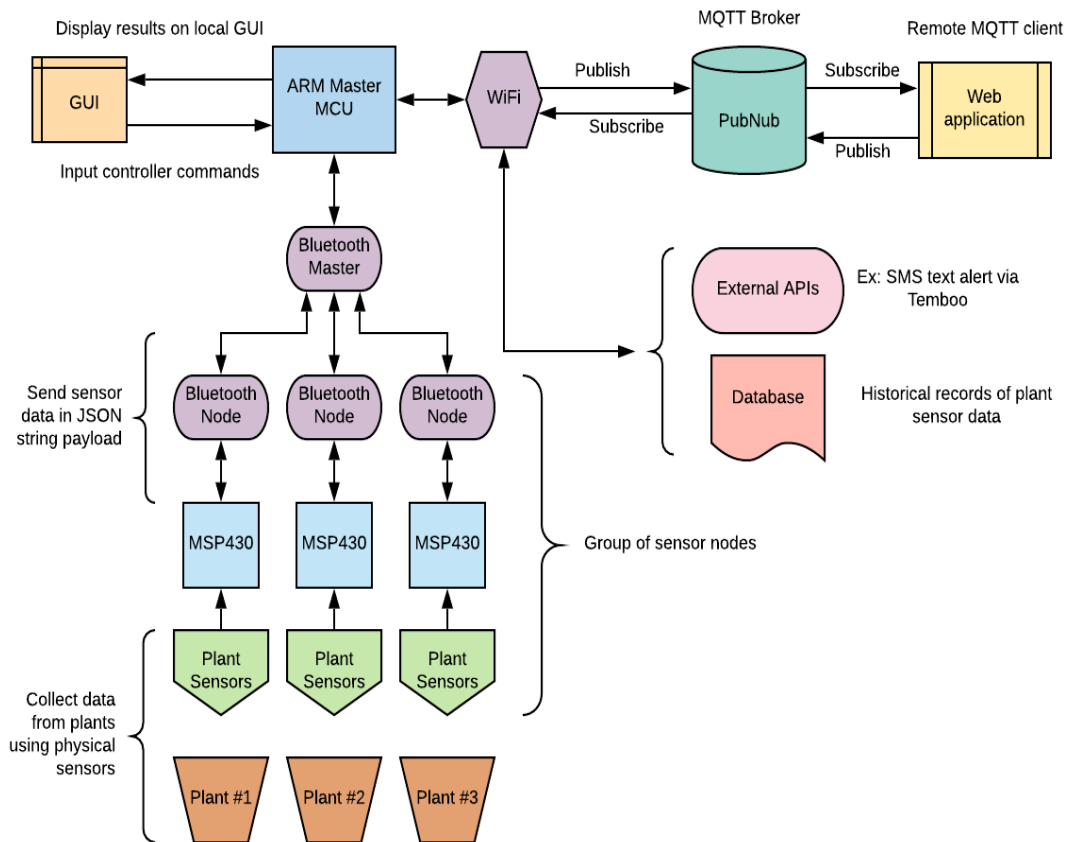 Display results on local GUI
GUI
Input controller commands
ARM Master
MCU
WiFi
Publish
Subscribe
MQTT Broker
PubNub
Subscribe
Publish
Remote MQTT client
Web
application
Bluetooth
Master
External APIs
Ex: SMS text alert via
Temboo
Database
Historical records of plant
sensor data
Send sensor
data in JSON
string payload
Bluetooth
Node
Bluetooth
Node
Bluetooth
Node
MSP430
MSP430
MSP430
Group of sensor nodes
Plant
Sensors
Plant
Sensors
Plant
Sensors
Collect data
from plants
using physical
sensors
Plant #1
Plant #2
Plant #3